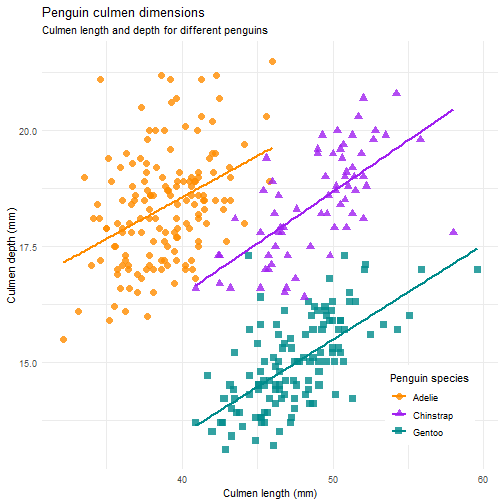 Penguin culmen dimensions
Culmen length and depth for different penguins
Culmen depth (mm)
20.0
17.5
15.0
Penguin species
Adelie
Chinstrap
Gentoo
40
50
60
Culmen length (mm)